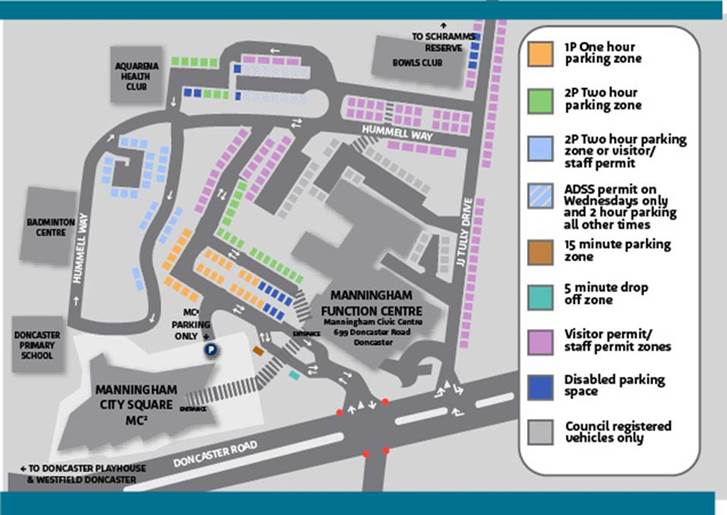 TO SCHRAMMS
RESERVE
BOWLS CLUB
AQUARENA
HEALTH
CLUB
HUMMELL WAY
BADMINTON
CENTRE
HUMMELL WAY
JJ TULLY DRIVE
DONCASTER
PRIMARY
SCHOOL
MC²
PARKING
ONLY
P
MANNINGHAM
FUNCTION CENTRE
Manningham Civic Centre
699 Doncaster Road
Doncaster
ENTRANCE
MANNINGHAM
CITY SQUARE
MC²
ENTRANCE
DONCASTER ROAD
← TO DONCASTER PLAYHOUSE
& WESTFIELD DONCASTER
1P One hour
parking zone
2P Two hour
parking zone
2P Two hour parking
zone or visitor/
staff permit
ADSS permit on
Wednesdays only
and 2 hour parking
all other times
15 minute parking
zone
5 minute drop
off zone
Visitor permit/
staff permit zones
Disabled parking
space
Council registered
vehicles only